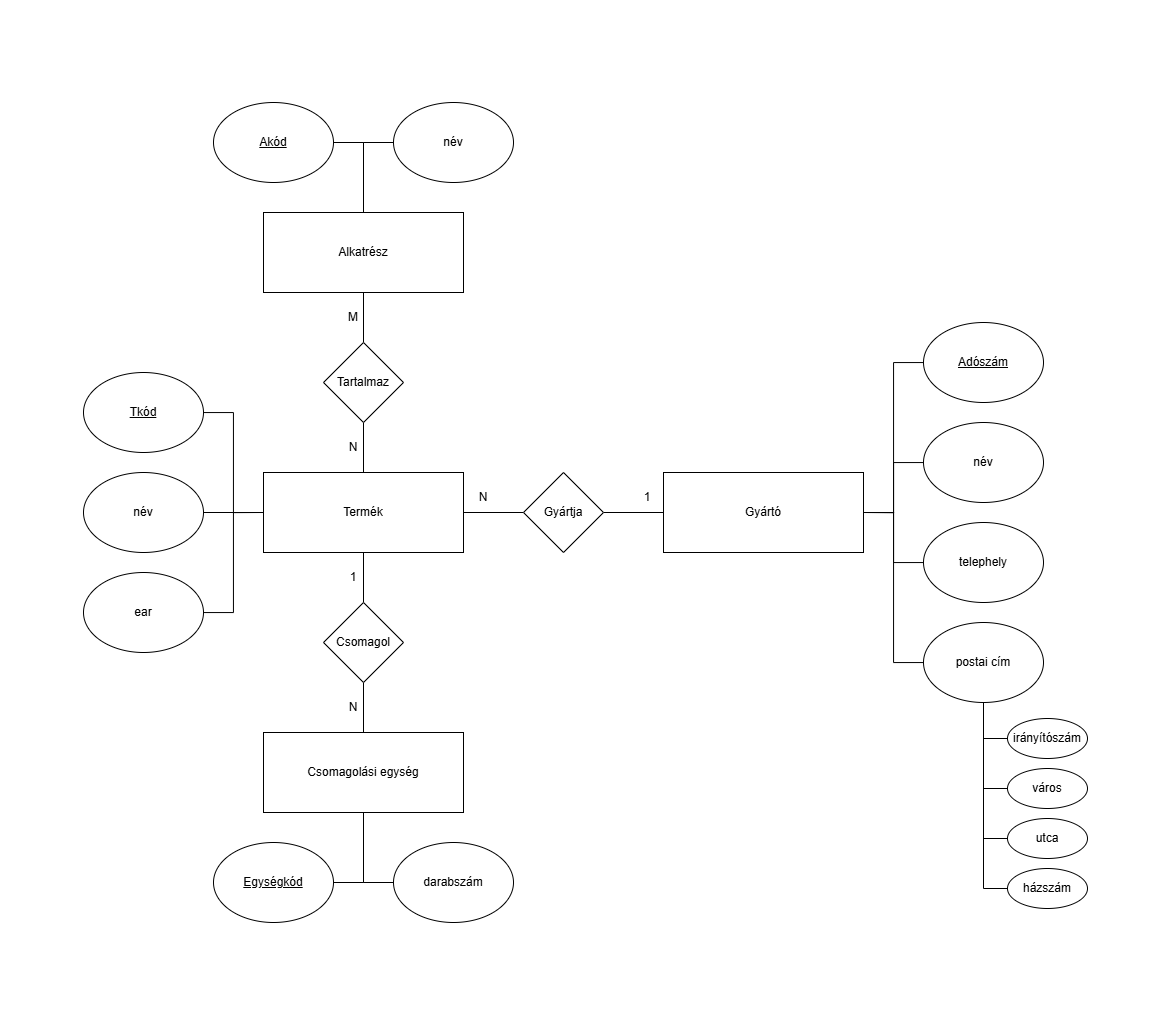 Akód
név
Alkatrész
M
Tartalmaz
N
Tkód
név
ear
Termék
N
Gyártja
1
Gyártó
Adószám
név
telephely
postai cím
irányítószám
város
utca
házszám
1
Csomagol
N
Csomagolási egység
Egységkód
darabszám